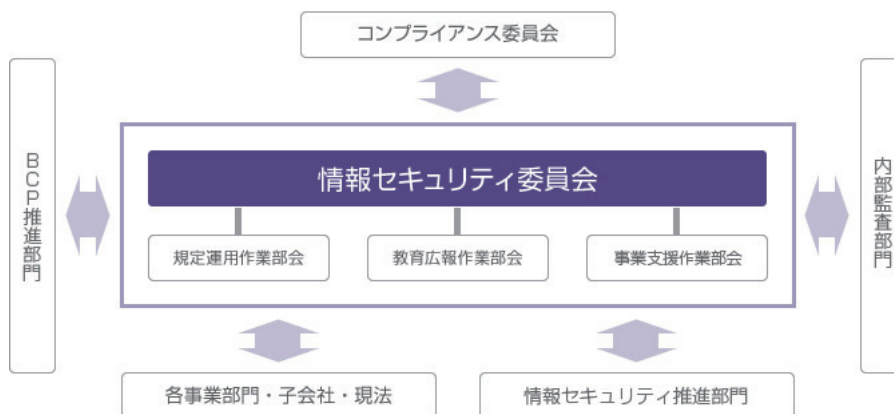 コンプライアンス委員会
BCP推進部門
情報セキュリティ委員会
内部監査部門
規定運用作業部会
教育広報作業部会
事業支援作業部会
各事業部門・子会社・現法
情報セキュリティ推進部門